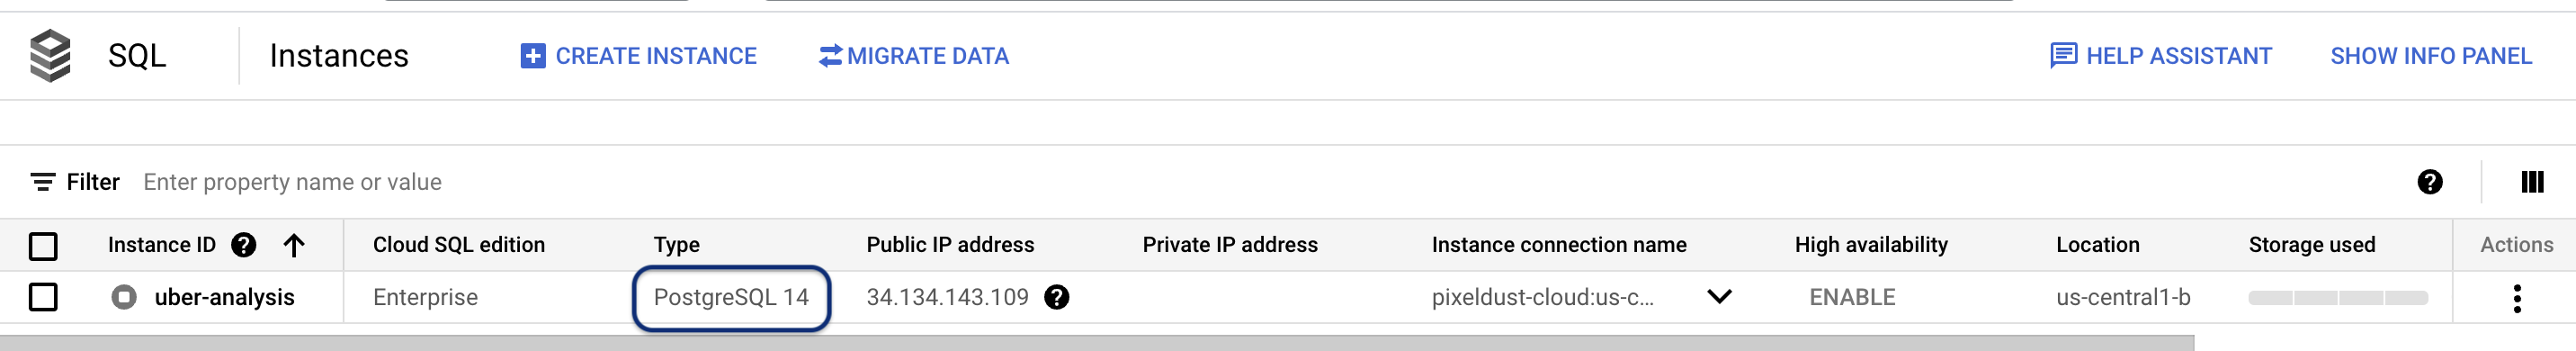 SQL Instances CREATE INSTANCE MIGRATE DATA HELP ASSISTANT SHOW INFO PANEL
Filter Enter property name or value
Instance ID Cloud SQL edition Type Public IP address Private IP address Instance connection name High availability Location Storage used Actions
uber-analysis Enterprise PostgreSQL 14 34.134.143.109 pixeldust-cloud:us-c... ENABLE us-central1-b